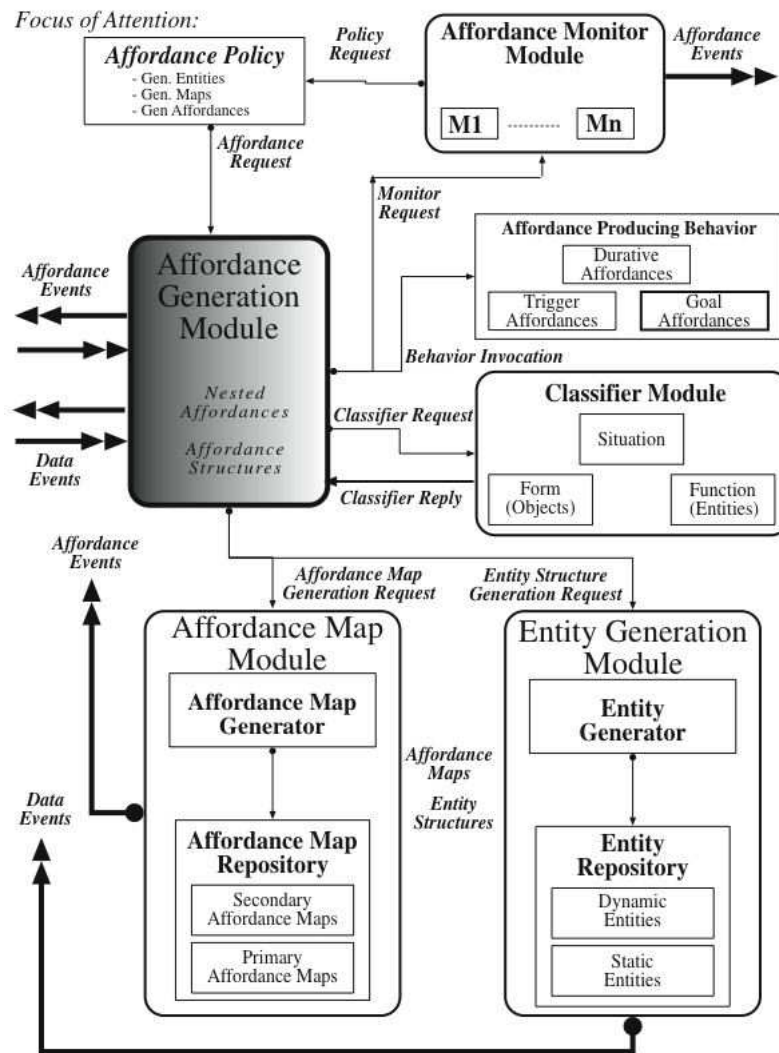 Focus of Attention:
Affordance Policy
- Gen. Entities
- Gen. Maps
- Gen Affordances
Policy
Request
Affordance Monitor
Module
M1
Mn
Affordance
Events
Affordance
Request
Monitor
Request
Affordance Producing Behavior
Durative
Affordances
Trigger
Affordances
Goal
Affordances
Affordance
Generation
Module
Nested
Affordances
Affordance
Structures
Affordance
Events
Data
Events
Behavior Invocation
Classifier Request
Classifier Reply
Classifier Module
Situation
Form
(Objects)
Function
(Entities)
Affordance
Events
Affordance Map
Generation Request
Entity Structure
Generation Request
Affordance Map
Module
Affordance Map
Generator
Affordance Map
Repository
Secondary
Affordance Maps
Primary
Affordance Maps
Affordance
Maps
Entity
Structures
Entity Generation
Module
Entity
Generator
Entity
Repository
Dynamic
Entities
Static
Entities
Data
Events